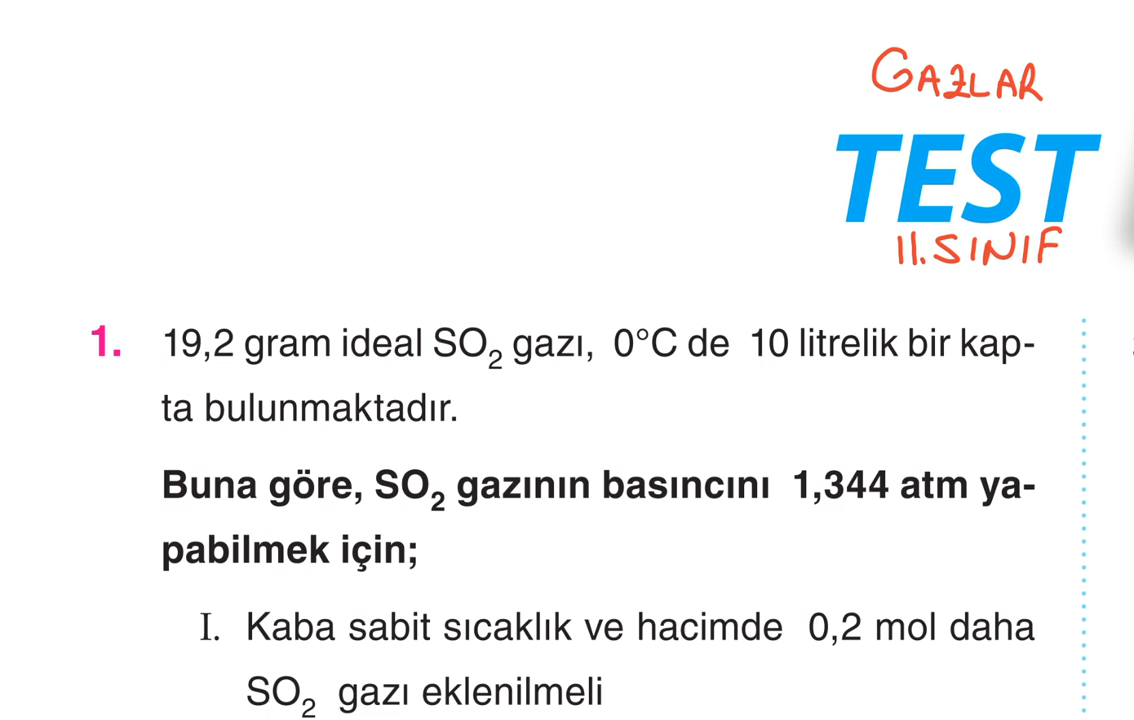 GAZLAR
TEST
11.SINIF
1. 19,2 gram ideal SO₂ gazı, 0°C de 10 litrelik bir kap-
ta bulunmaktadır.
Buna göre, SO₂ gazının basıncını 1,344 atm ya-
pabilmek için;
I. Kaba sabit sıcaklık ve hacimde 0,2 mol daha
SO₂ gazı eklenilmeli